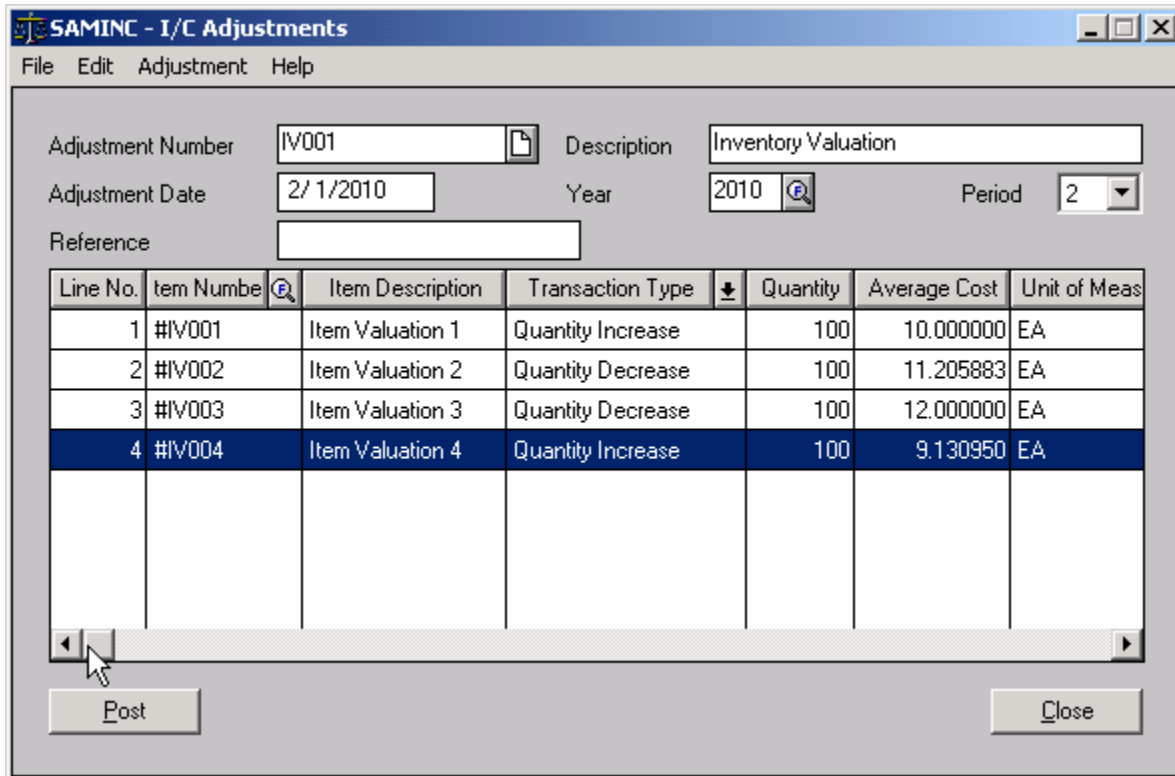 SAMINC - I/C Adjustments
File Edit Adjustment Help
Adjustment Number IV001 Description Inventory Valuation
Adjustment Date 2/ 1/2010 Year 2010 Period 2
Reference
Line No. tem Numbe Item Description Transaction Type Quantity Average Cost Unit of Meas
1 #IV001 Item Valuation 1 Quantity Increase 100 10.000000 EA
2 #IV002 Item Valuation 2 Quantity Decrease 100 11.205883 EA
3 #IV003 Item Valuation 3 Quantity Decrease 100 12.000000 EA
4 #IV004 Item Valuation 4 Quantity Increase 100 9.130950 EA
Post Close